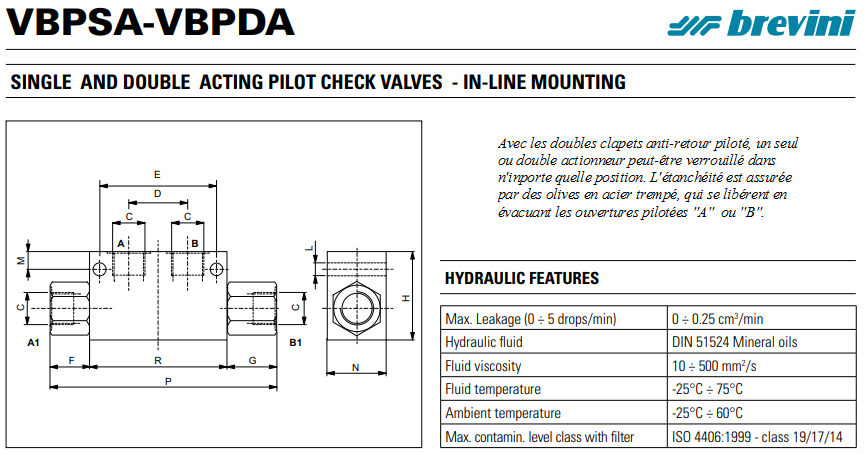 VBPSA-VBPDA
brevini
SINGLE AND DOUBLE ACTING PILOT CHECK VALVES - IN-LINE MOUNTING
Avec les doubles clapets anti-retour piloté, un seul
ou double actionneur peut-être verrouillé dans
n'inporte quelle position. L'étanchéité est assurée
par des olives en acier trempé, qui se libérent en
évacuant les ouvertures pilotées "A" ou "B".
E
D
C C
A B
M
L
H
C
C
A1
B1
F R G
N
P
HYDRAULIC FEATURES
Max. Leakage (0 ÷ 5 drops/min) 0 ÷ 0.25 cm³/min
Hydraulic fluid DIN 51524 Mineral oils
Fluid viscosity 10 ÷ 500 mm²/s
Fluid temperature -25°C ÷ 75°C
Ambient temperature -25°C ÷ 60°C
Max. contamin. level class with filter ISO 4406:1999 - class 19/17/14